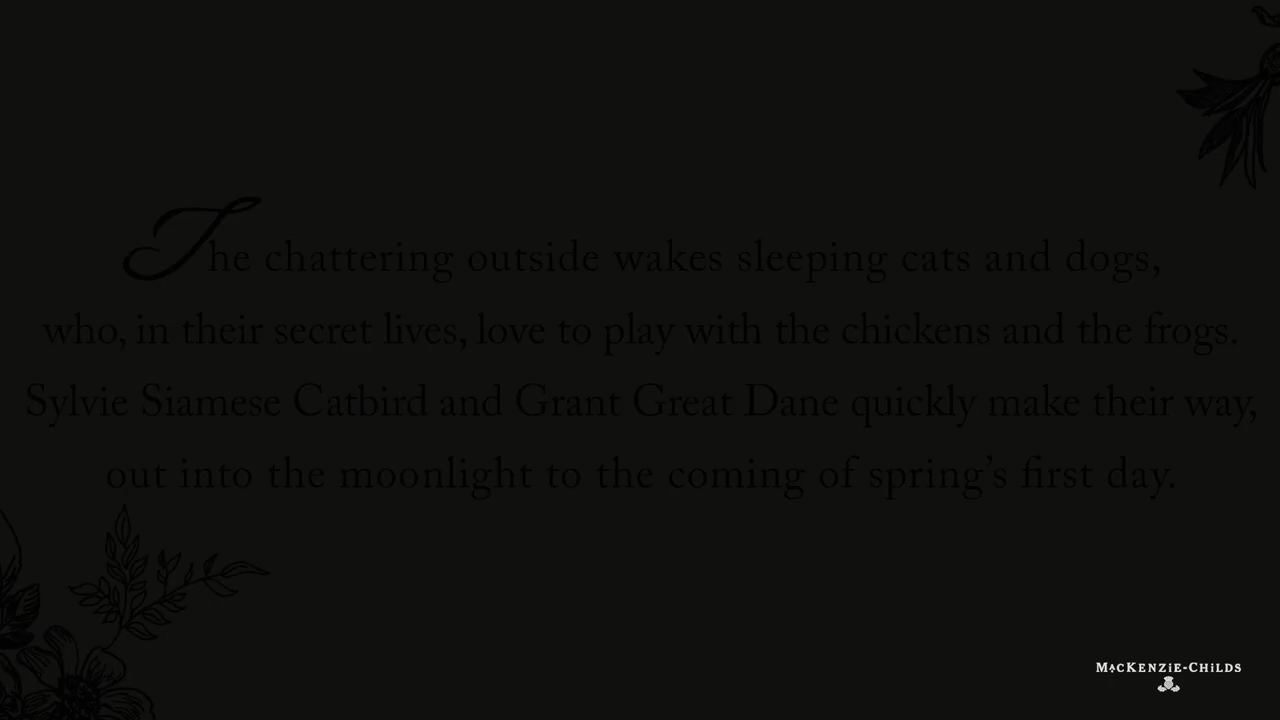 The chattering outside wakes sleeping cats and dogs,
who, in their secret lives, love to play with the chickens and the frogs.
Sylvie Siamese Catbird and Grant Great Dane quickly make their way,
out into the moonlight to the coming of spring's first day.
MACKENZiE-CHiLDS